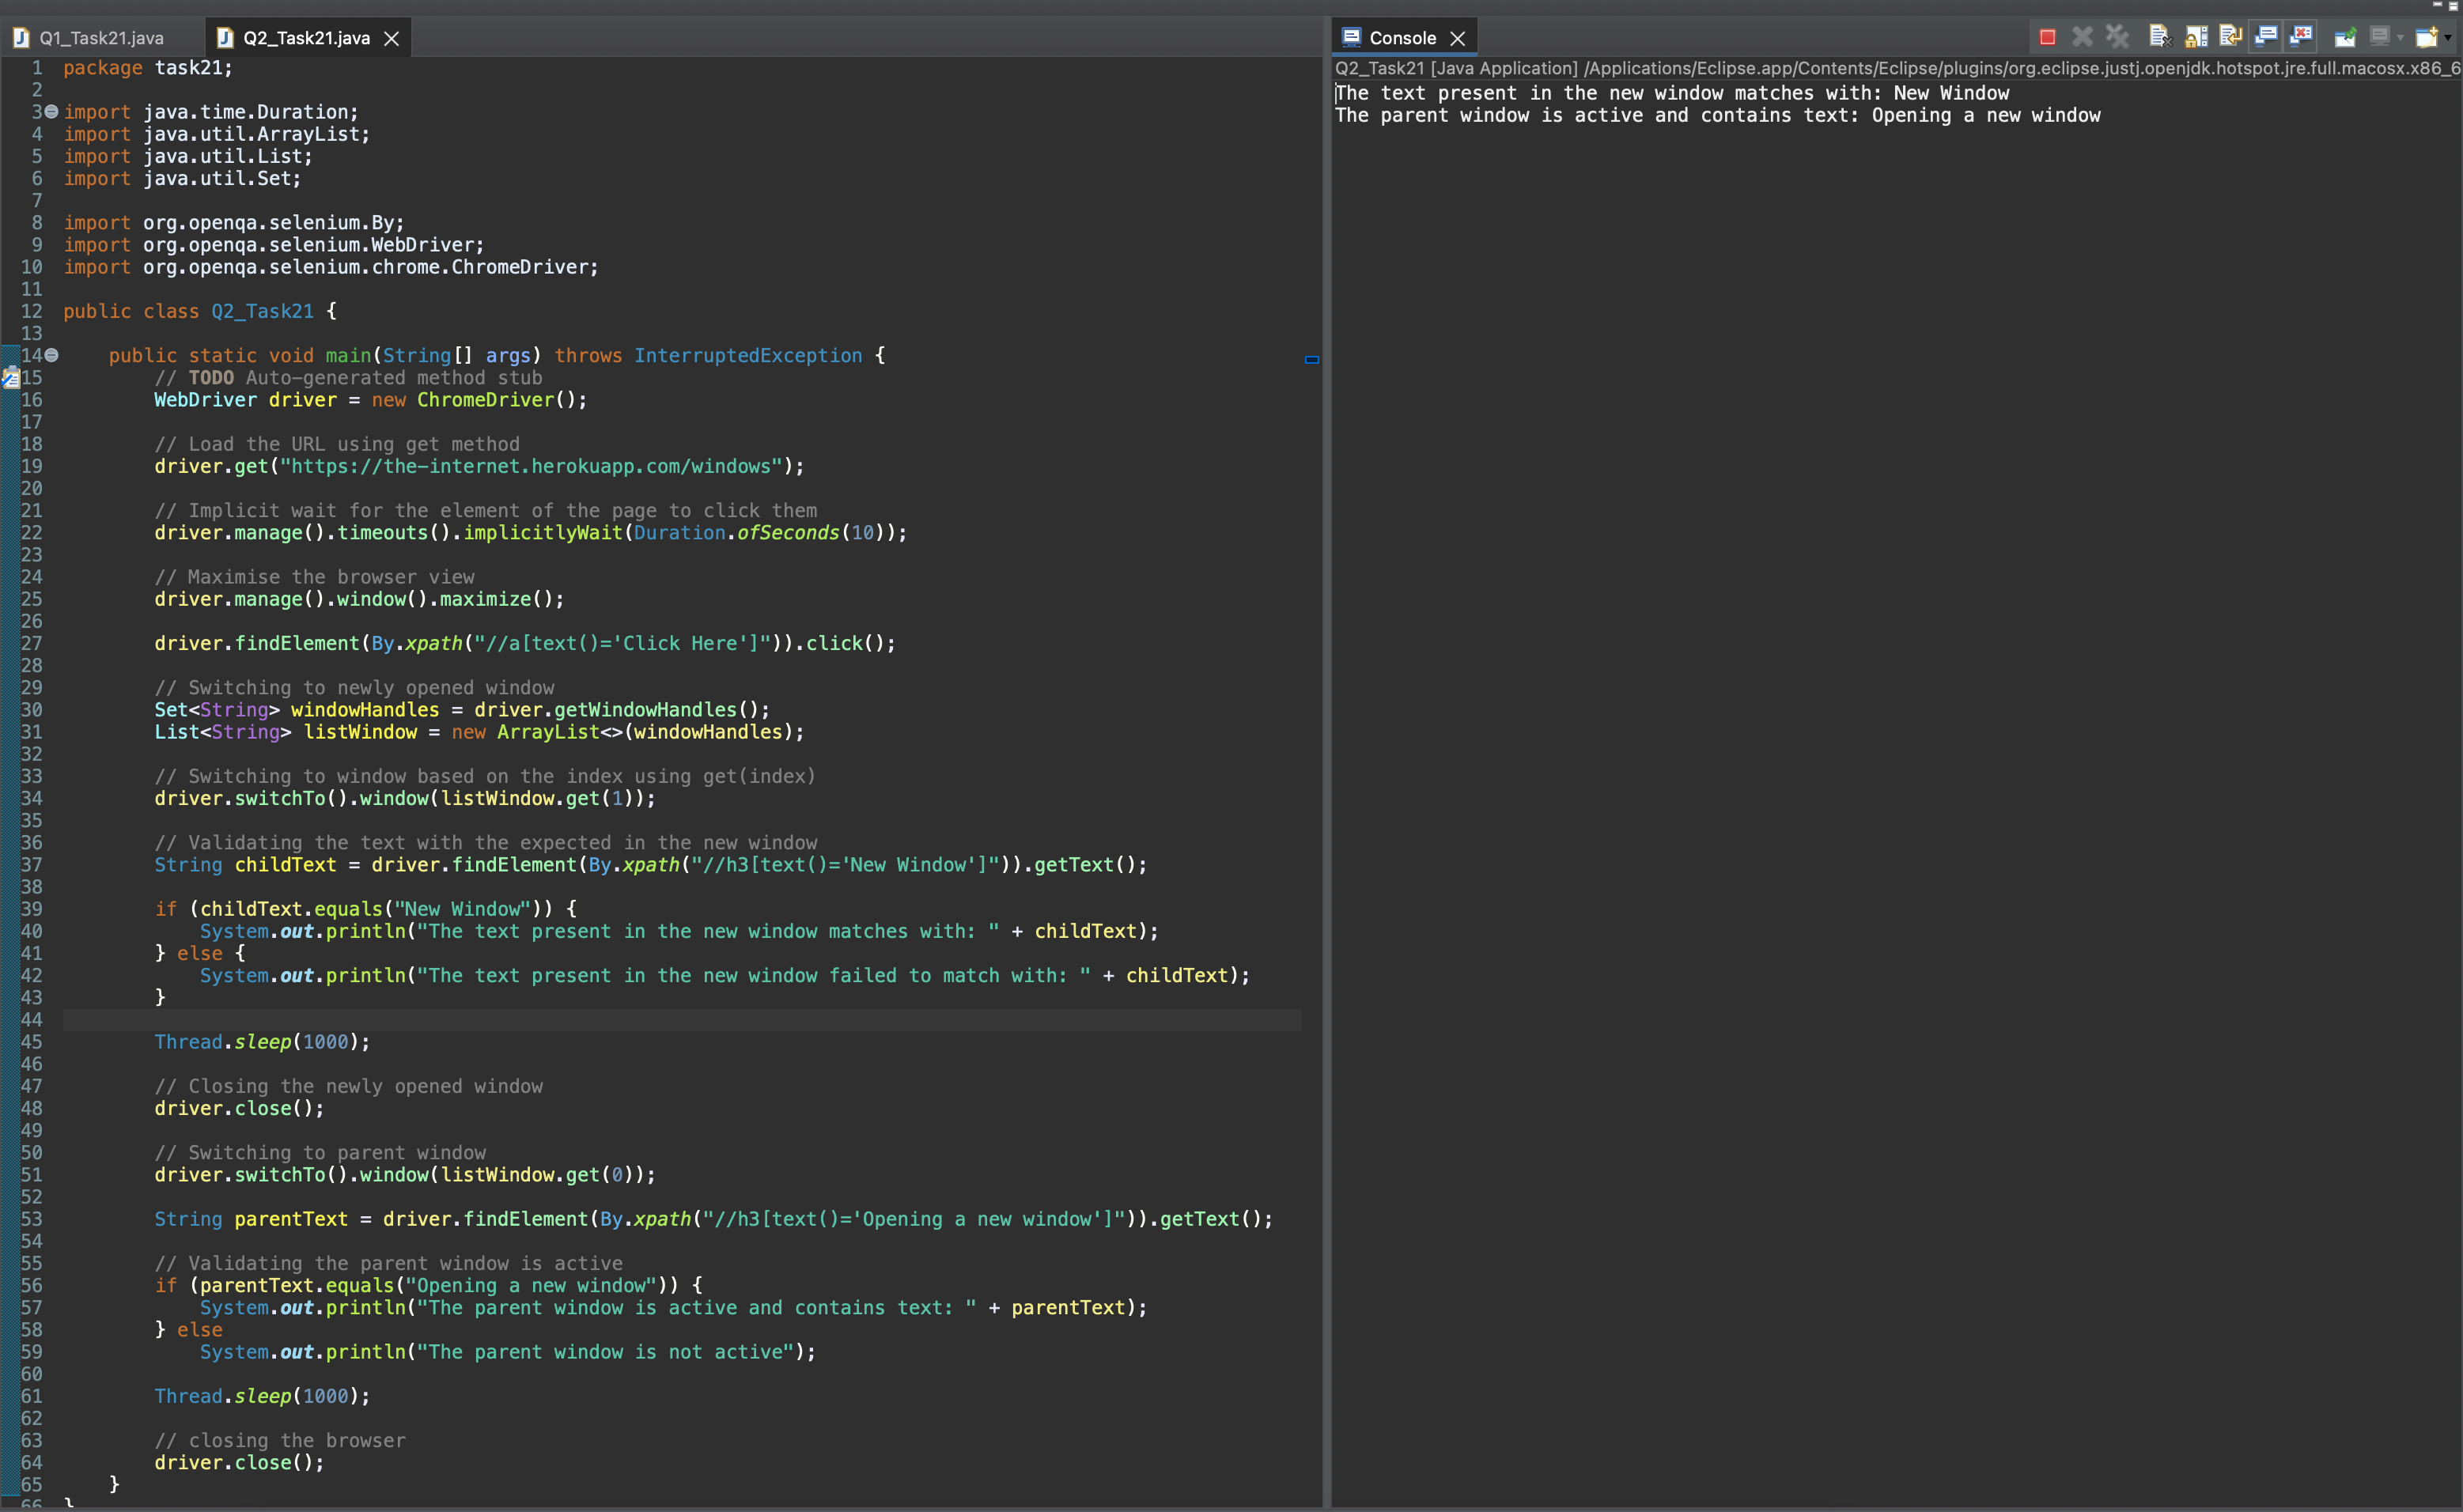 Q1_Task21.java
Q2_Task21.java
1 package task21;
2
3 import java.time.Duration;
4 import java.util.ArrayList;
5 import java.util.List;
6 import java.util.Set;
7
8 import org.openqa.selenium.By;
9 import org.openqa.selenium.WebDriver;
10 import org.openqa.selenium.chrome.ChromeDriver;
11
12 public class Q2_Task21 {
13
14     public static void main(String[] args) throws InterruptedException {
15         // TODO Auto-generated method stub
16         WebDriver driver = new ChromeDriver();
17
18         // Load the URL using get method
19         driver.get("https://the-internet.herokuapp.com/windows");
20
21         // Implicit wait for the element of the page to click them
22         driver.manage().timeouts().implicitlyWait(Duration.ofSeconds(10));
23
24         // Maximise the browser view
25         driver.manage().window().maximize();
26
27         driver.findElement(By.xpath("//a[text()='Click Here']")).click();
28
29         // Switching to newly opened window
30         Set<String> windowHandles = driver.getWindowHandles();
31         List<String> listWindow = new ArrayList<>(windowHandles);
32
33         // Switching to window based on the index using get(index)
34         driver.switchTo().window(listWindow.get(1));
35
36         // Validating the text with the expected in the new window
37         String childText = driver.findElement(By.xpath("//h3[text()='New Window']")).getText();
38
39         if (childText.equals("New Window")) {
40             System.out.println("The text present in the new window matches with: " + childText);
41         } else {
42             System.out.println("The text present in the new window failed to match with: " + childText);
43         }
44
45         Thread.sleep(1000);
46
47         // Closing the newly opened window
48         driver.close();
49
50         // Switching to parent window
51         driver.switchTo().window(listWindow.get(0));
52
53         String parentText = driver.findElement(By.xpath("//h3[text()='Opening a new window']")).getText();
54
55         // Validating the parent window is active
56         if (parentText.equals("Opening a new window")) {
57             System.out.println("The parent window is active and contains text: " + parentText);
58         } else
59             System.out.println("The parent window is not active");
60
61         Thread.sleep(1000);
62
63         // closing the browser
64         driver.close();
65     }
66 }
Console
Q2_Task21 [Java Application] /Applications/Eclipse.app/Contents/Eclipse/plugins/org.eclipse.justj.openjdk.hotspot.jre.full.macosx.x86_6
The text present in the new window matches with: New Window
The parent window is active and contains text: Opening a new window